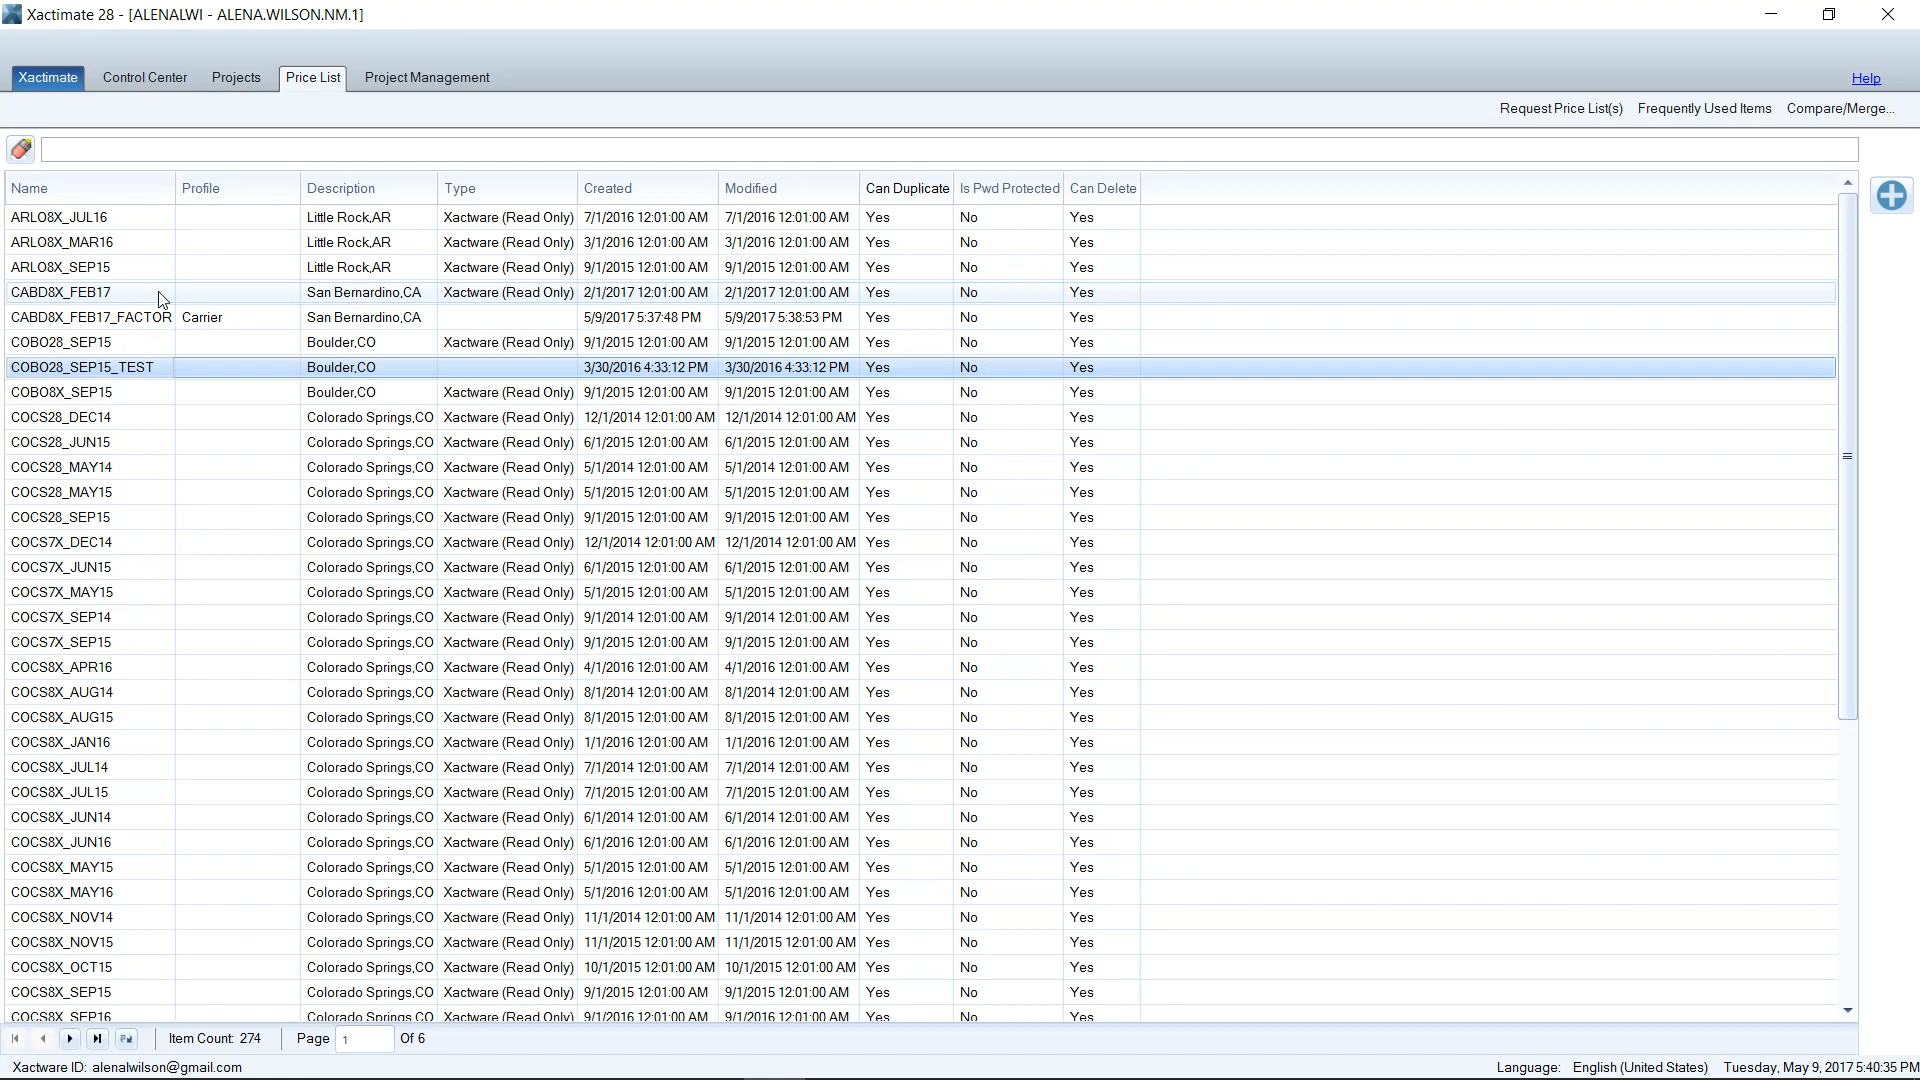 Xactimate 28 - [ALENALWI - ALENA.WILSON.NM.1]
Xactimate Control Center Projects Price List Project Management Help
Request Price List(s) Frequently Used Items Compare/Merge...
Name Profile Description Type Created Modified Can Duplicate Is Pwd Protected Can Delete
ARLO8X_JUL16 Little Rock,AR Xactware (Read Only) 7/1/2016 12:01:00 AM 7/1/2016 12:01:00 AM Yes No Yes
ARLO8X_MAR16 Little Rock,AR Xactware (Read Only) 3/1/2016 12:01:00 AM 3/1/2016 12:01:00 AM Yes No Yes
ARLO8X_SEP15 Little Rock,AR Xactware (Read Only) 9/1/2015 12:01:00 AM 9/1/2015 12:01:00 AM Yes No Yes
CABD8X_FEB17 San Bernardino,CA Xactware (Read Only) 2/1/2017 12:01:00 AM 2/1/2017 12:01:00 AM Yes No Yes
CABD8X_FEB17_FACTOR Carrier San Bernardino,CA 5/9/2017 5:37:48 PM 5/9/2017 5:38:53 PM Yes No Yes
COBO28_SEP15 Boulder,CO Xactware (Read Only) 9/1/2015 12:01:00 AM 9/1/2015 12:01:00 AM Yes No Yes
COBO28_SEP15_TEST Boulder,CO 3/30/2016 4:33:12 PM 3/30/2016 4:33:12 PM Yes No Yes
COBO8X_SEP15 Boulder,CO Xactware (Read Only) 9/1/2015 12:01:00 AM 9/1/2015 12:01:00 AM Yes No Yes
COCS28_DEC14 Colorado Springs,CO Xactware (Read Only) 12/1/2014 12:01:00 AM 12/1/2014 12:01:00 AM Yes No Yes
COCS28_JUN15 Colorado Springs,CO Xactware (Read Only) 6/1/2015 12:01:00 AM 6/1/2015 12:01:00 AM Yes No Yes
COCS28_MAY14 Colorado Springs,CO Xactware (Read Only) 5/1/2014 12:01:00 AM 5/1/2014 12:01:00 AM Yes No Yes
COCS28_MAY15 Colorado Springs,CO Xactware (Read Only) 5/1/2015 12:01:00 AM 5/1/2015 12:01:00 AM Yes No Yes
COCS28_SEP15 Colorado Springs,CO Xactware (Read Only) 9/1/2015 12:01:00 AM 9/1/2015 12:01:00 AM Yes No Yes
COCS7X_DEC14 Colorado Springs,CO Xactware (Read Only) 12/1/2014 12:01:00 AM 12/1/2014 12:01:00 AM Yes No Yes
COCS7X_JUN15 Colorado Springs,CO Xactware (Read Only) 6/1/2015 12:01:00 AM 6/1/2015 12:01:00 AM Yes No Yes
COCS7X_MAY15 Colorado Springs,CO Xactware (Read Only) 5/1/2015 12:01:00 AM 5/1/2015 12:01:00 AM Yes No Yes
COCS7X_SEP14 Colorado Springs,CO Xactware (Read Only) 9/1/2014 12:01:00 AM 9/1/2014 12:01:00 AM Yes No Yes
COCS7X_SEP15 Colorado Springs,CO Xactware (Read Only) 9/1/2015 12:01:00 AM 9/1/2015 12:01:00 AM Yes No Yes
COCS8X_APR16 Colorado Springs,CO Xactware (Read Only) 4/1/2016 12:01:00 AM 4/1/2016 12:01:00 AM Yes No Yes
COCS8X_AUG14 Colorado Springs,CO Xactware (Read Only) 8/1/2014 12:01:00 AM 8/1/2014 12:01:00 AM Yes No Yes
COCS8X_AUG15 Colorado Springs,CO Xactware (Read Only) 8/1/2015 12:01:00 AM 8/1/2015 12:01:00 AM Yes No Yes
COCS8X_JAN16 Colorado Springs,CO Xactware (Read Only) 1/1/2016 12:01:00 AM 1/1/2016 12:01:00 AM Yes No Yes
COCS8X_JUL14 Colorado Springs,CO Xactware (Read Only) 7/1/2014 12:01:00 AM 7/1/2014 12:01:00 AM Yes No Yes
COCS8X_JUL15 Colorado Springs,CO Xactware (Read Only) 7/1/2015 12:01:00 AM 7/1/2015 12:01:00 AM Yes No Yes
COCS8X_JUN14 Colorado Springs,CO Xactware (Read Only) 6/1/2014 12:01:00 AM 6/1/2014 12:01:00 AM Yes No Yes
COCS8X_JUN16 Colorado Springs,CO Xactware (Read Only) 6/1/2016 12:01:00 AM 6/1/2016 12:01:00 AM Yes No Yes
COCS8X_MAY15 Colorado Springs,CO Xactware (Read Only) 5/1/2015 12:01:00 AM 5/1/2015 12:01:00 AM Yes No Yes
COCS8X_MAY16 Colorado Springs,CO Xactware (Read Only) 5/1/2016 12:01:00 AM 5/1/2016 12:01:00 AM Yes No Yes
COCS8X_NOV14 Colorado Springs,CO Xactware (Read Only) 11/1/2014 12:01:00 AM 11/1/2014 12:01:00 AM Yes No Yes
COCS8X_NOV15 Colorado Springs,CO Xactware (Read Only) 11/1/2015 12:01:00 AM 11/1/2015 12:01:00 AM Yes No Yes
COCS8X_OCT15 Colorado Springs,CO Xactware (Read Only) 10/1/2015 12:01:00 AM 10/1/2015 12:01:00 AM Yes No Yes
COCS8X_SEP15 Colorado Springs,CO Xactware (Read Only) 9/1/2015 12:01:00 AM 9/1/2015 12:01:00 AM Yes No Yes
COCS8X_SEP16 Colorado Springs,CO Xactware (Read Only) 9/1/2016 12:01:00 AM 9/1/2016 12:01:00 AM Yes No Yes
Item Count: 274 Page 1 Of 6
Xactware ID: alenalwilson@gmail.com Language: English (United States) Tuesday, May 9, 2017 5:40:35 PM